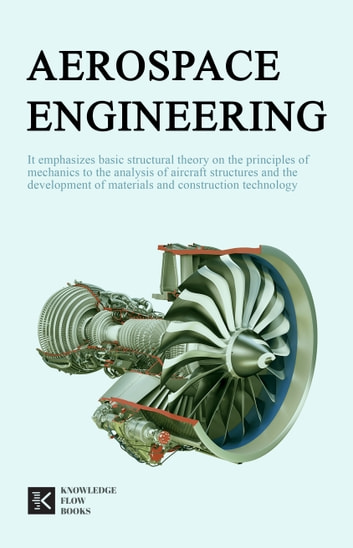 AEROSPACE
ENGINEERING
It emphasizes basic structural theory on the principles of
mechanics to the analysis of aircraft structures and the
development of materials and construction technology
KNOWLEDGE
FLOW
BOOKS